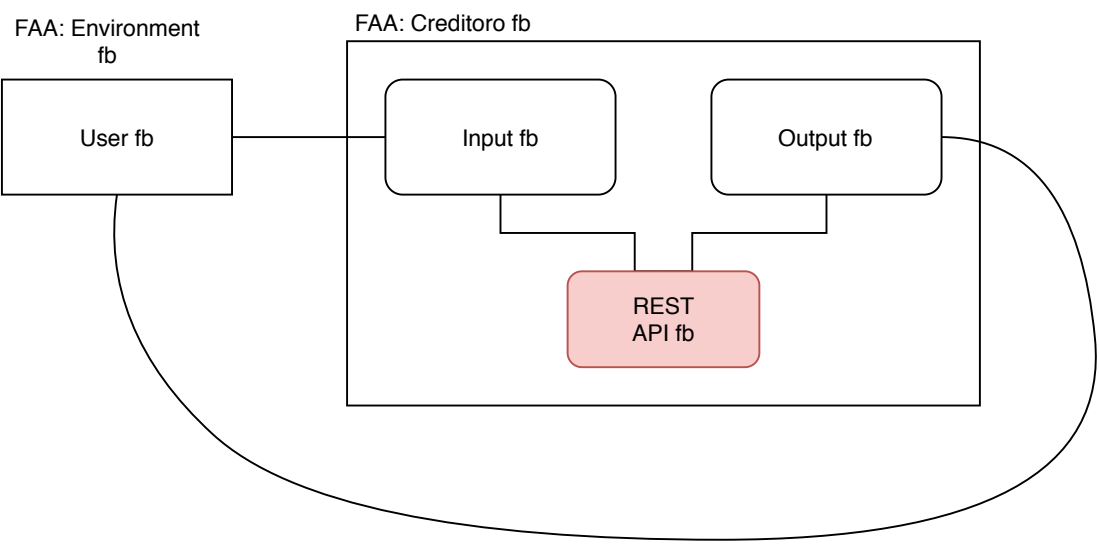 FAA: Environment
fb
FAA: Creditoro fb
User fb
Input fb
Output fb
REST
API fb